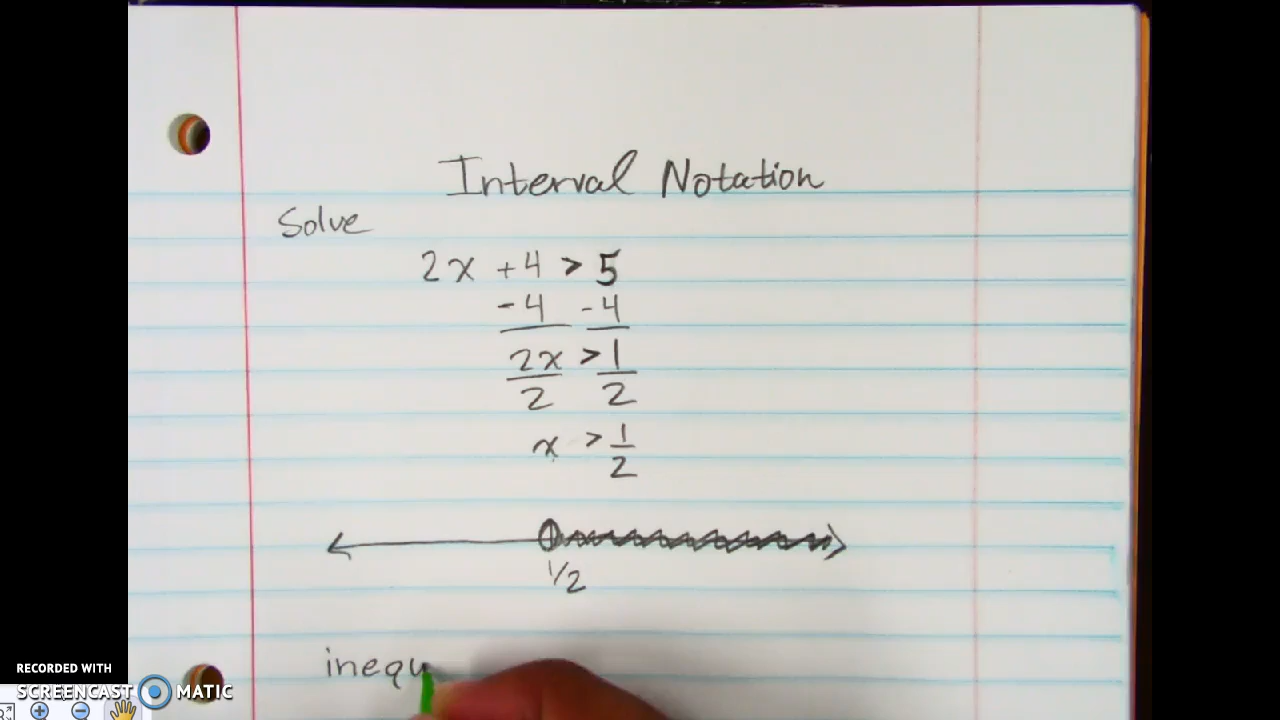 Interval Notation
Solve
2x + 4 > 5
- 4 - 4
2x > 1
2 2
x > 1
2
1/2
inequ
RECORDED WITH
SCREENCAST MATIC